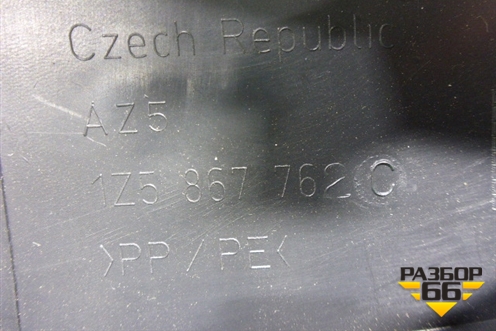 Czech Republic
AZ5
1Z5 867 762 C
>PP/PE<
РАЗБОР
66